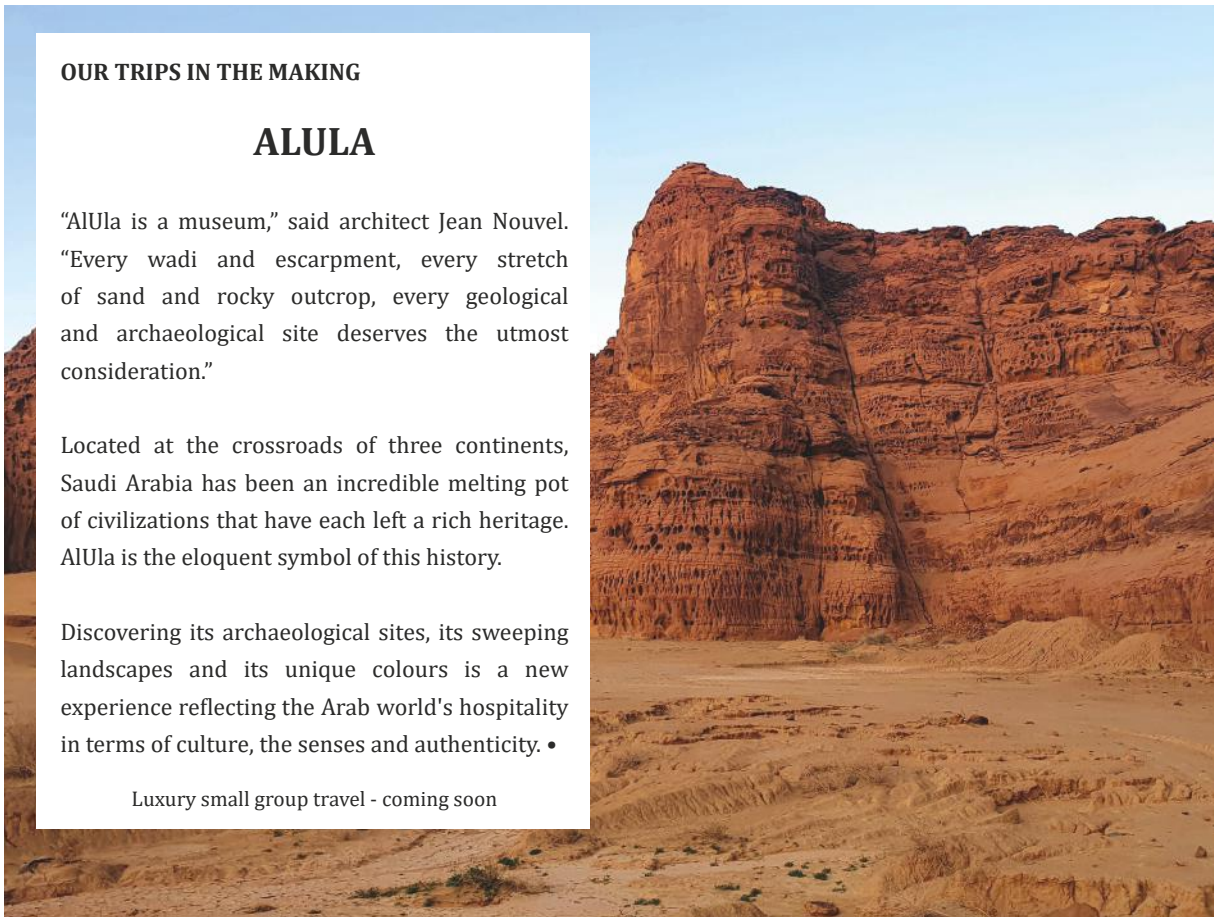 OUR TRIPS IN THE MAKING
ALULA
“AlUla is a museum,” said architect Jean Nouvel.
“Every wadi and escarpment, every stretch
of sand and rocky outcrop, every geological
and archaeological site deserves the utmost
consideration.”
Located at the crossroads of three continents,
Saudi Arabia has been an incredible melting pot
of civilizations that have each left a rich heritage.
AlUla is the eloquent symbol of this history.
Discovering its archaeological sites, its sweeping
landscapes and its unique colours is a new
experience reflecting the Arab world's hospitality
in terms of culture, the senses and authenticity. •
Luxury small group travel - coming soon